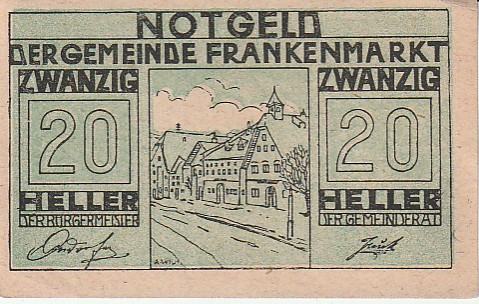 NOTGELD
DER GEMEINDE FRANKENMARKT
ZWANZIG
20
HELLER
DER BÜRGERMEISTER
ZWANZIG
20
HELLER
DER GEMEINDERAT